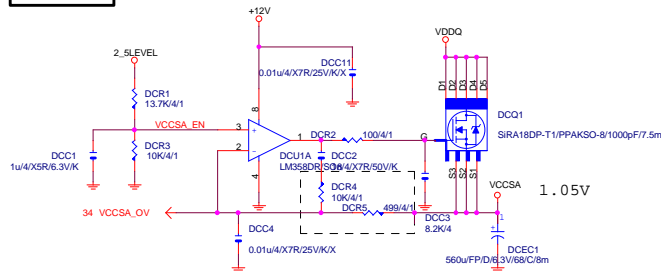 +12V
VDDQ
2_5LEVEL
DCC11
0.01u/4/X7R/25V/K/X
D1
D2
D3
D4
D5
DCR1
13.7K/4/1
8
DCQ1
VCCSA_EN
3
+
1
DCR2
100/4/1
G
SiRA18DP-T1/PPAKSO-8/1000pF/7.5m
DCC1
1u/4/X5R/6.3V/K
DCR3
10K/4/1
2
-
DCU1A
DCC2
LM358DR/SO8
1n/4/X7R/50V/K
4
S3
S2
S1
DCR4
10K/4/1
VCCSA
1.05V
34 VCCSA_OV
DCR5
499/4/1
1
DCC3
8.2K/4
DCC4
0.01u/4/X7R/25V/K/X
+
DCEC1
560u/FP/D/6.3V/68/C/8m